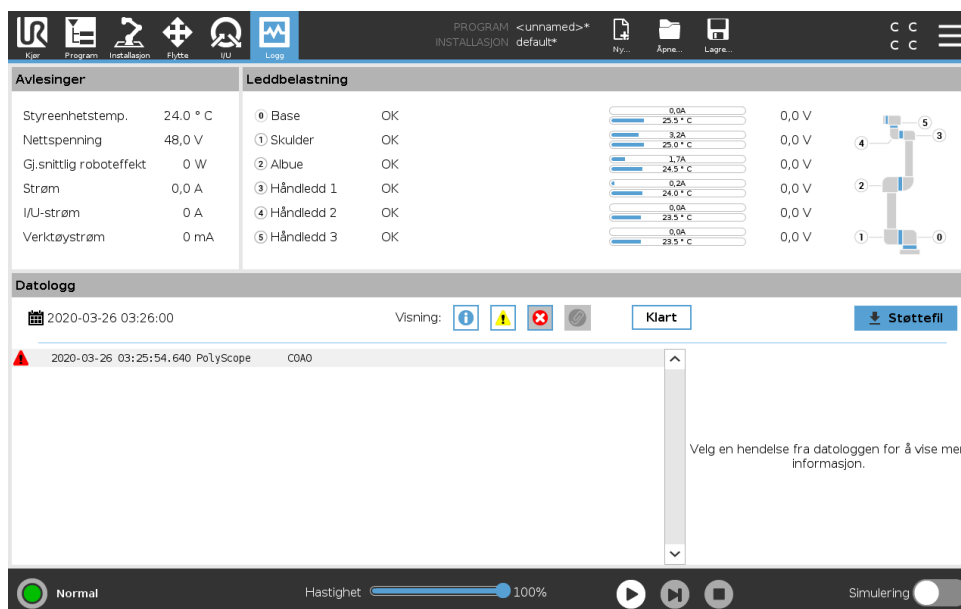 PROGRAM <unnamed>*
INSTALLASJON default*
C C
C C
Kjør Program Installasjon Flytte I/U Logg Ny... Åpne... Lagre...
Avlesinger
Styreenhetstemp. 24.0 ° C
Nettspenning 48,0 V
Gj.snittlig roboteffekt 0 W
Strøm 0,0 A
I/U-strøm 0 A
Verktøystrøm 0 mA
Leddbelastning
0 Base OK 0,0A 25.5 ° C 0,0 V
1 Skulder OK 3,2A 25.0 ° C 0,0 V
2 Albue OK 1,7A 24.5 ° C 0,0 V
3 Håndledd 1 OK 0,2A 24.0 ° C 0,0 V
4 Håndledd 2 OK 0,0A 23.5 ° C 0,0 V
5 Håndledd 3 OK 0,0A 23.5 ° C 0,0 V
5
4 3
2
1 0
Datologg
2020-03-26 03:26:00 Visning: Klart Støttefil
2020-03-26 03:25:54.640 PolyScope C0A0
Velg en hendelse fra datologgen for å vise mer
informasjon.
Normal Hastighet 100% Simulering